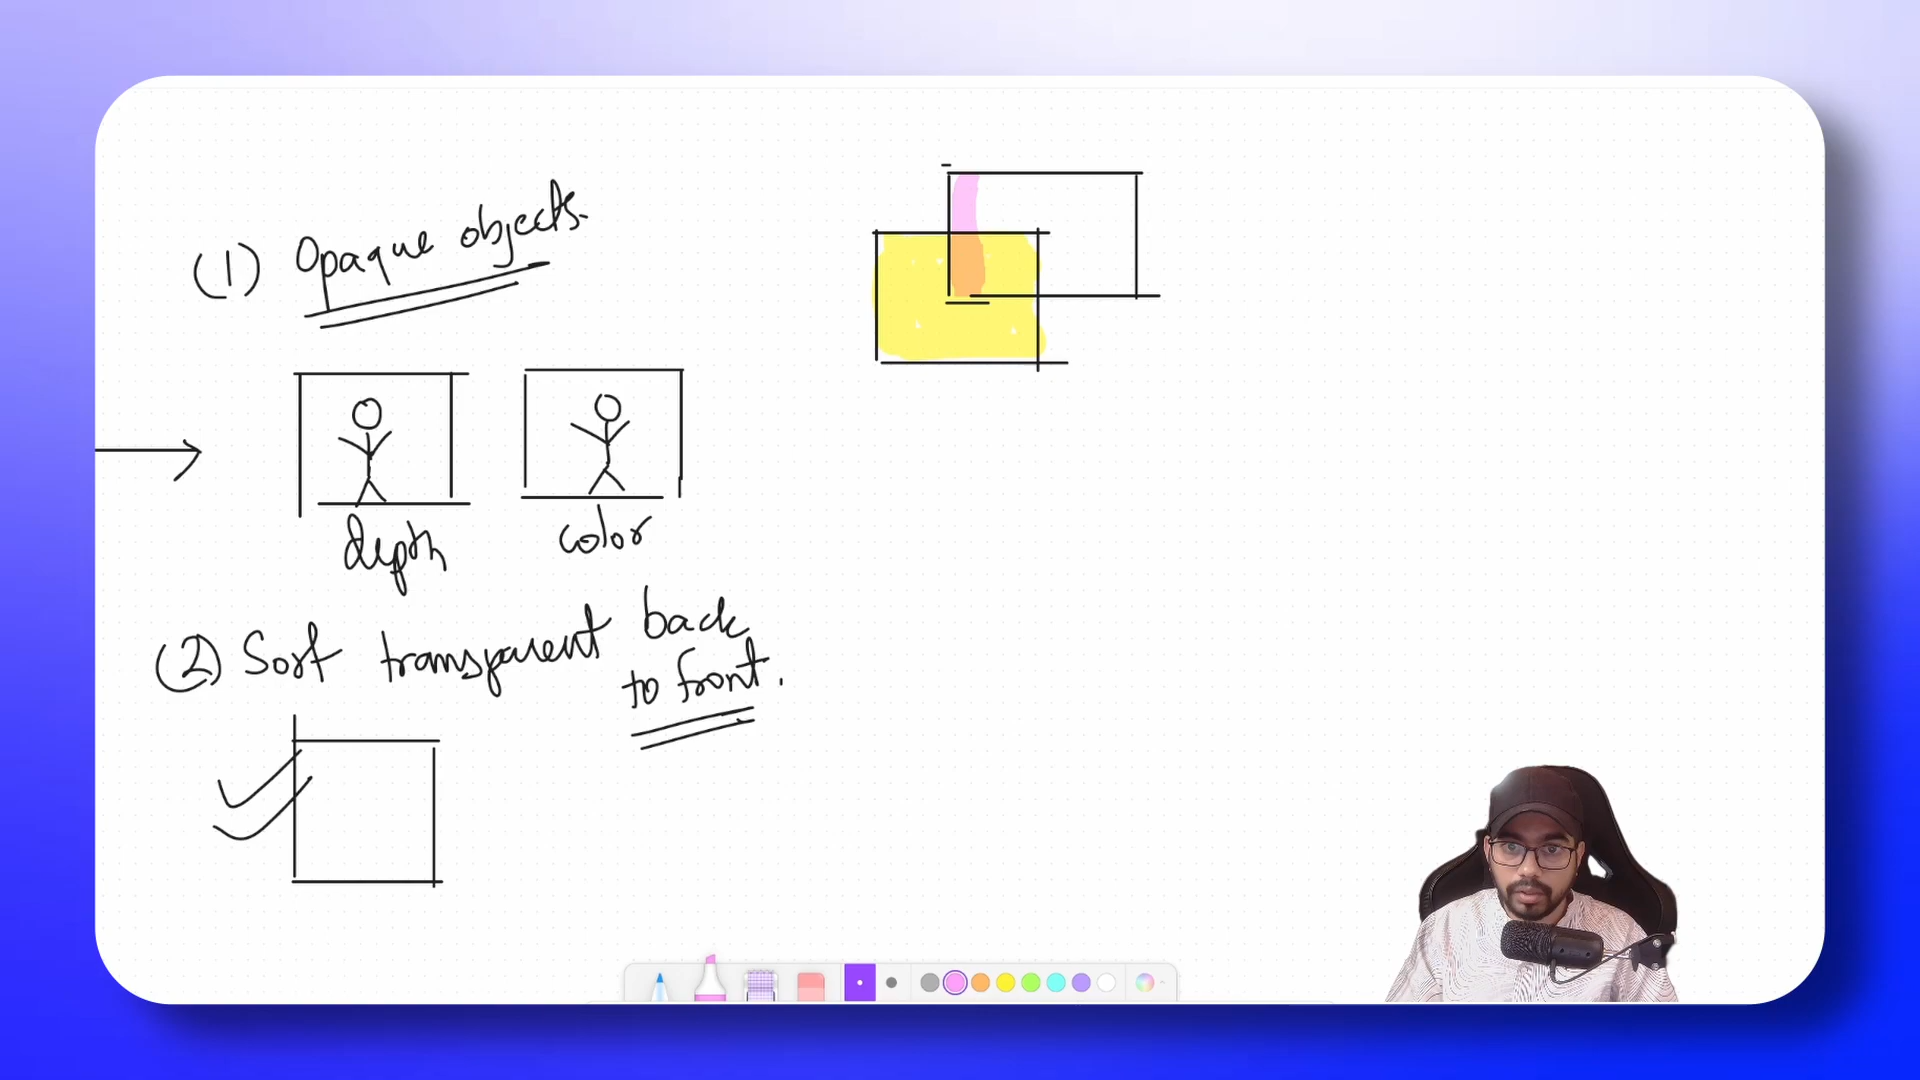 (1) Opaque objects.
depth
color
(2) Sort transparent back
to front.